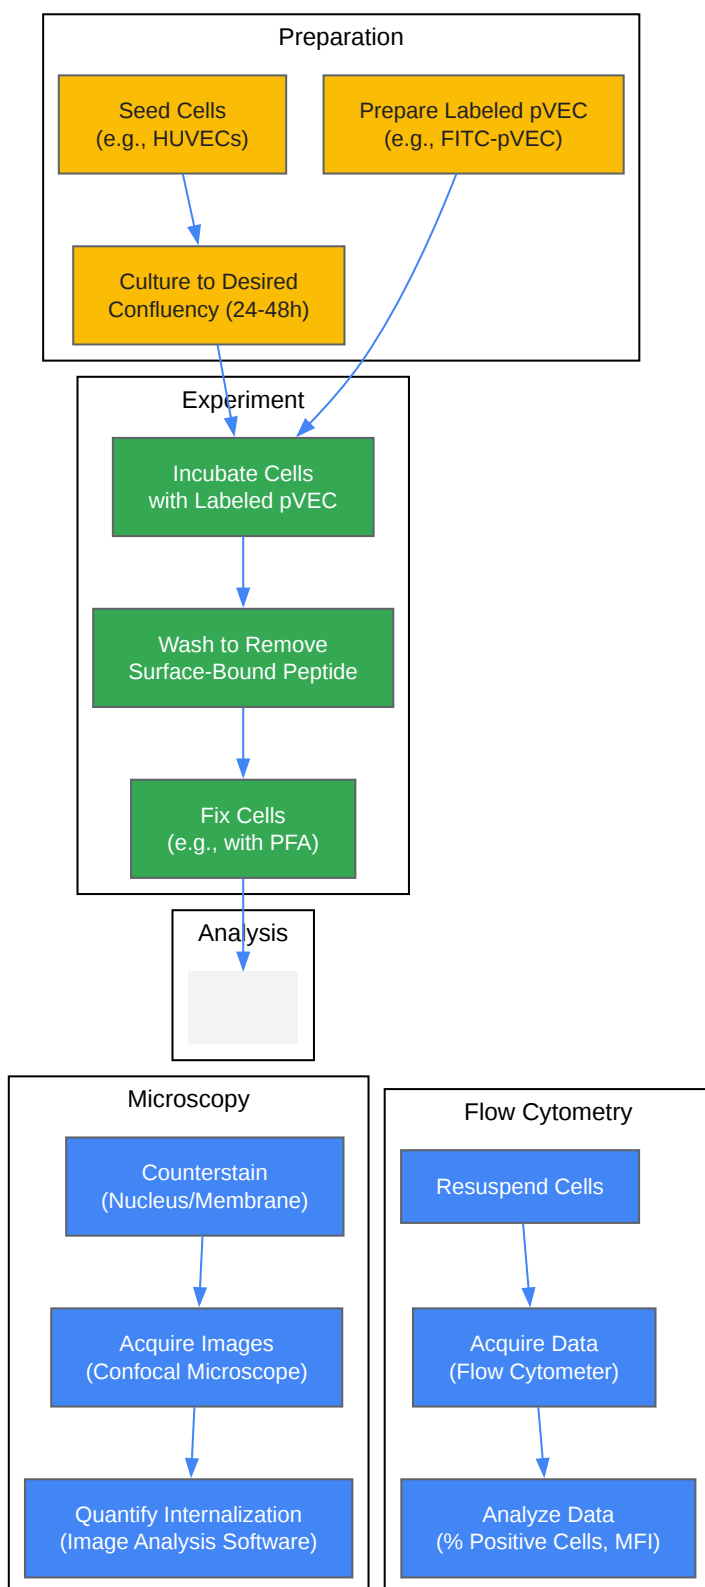 Preparation
Seed Cells
(e.g., HUVECs)
Prepare Labeled pVEC
(e.g., FITC-pVEC)
Culture to Desired
Confluency (24-48h)
Experiment
Incubate Cells
with Labeled pVEC
Wash to Remove
Surface-Bound Peptide
Fix Cells
(e.g., with PFA)
Analysis
Microscopy
Counterstain
(Nucleus/Membrane)
Acquire Images
(Confocal Microscope)
Quantify Internalization
(Image Analysis Software)
Flow Cytometry
Resuspend Cells
Acquire Data
(Flow Cytometer)
Analyze Data
(% Positive Cells, MFI)